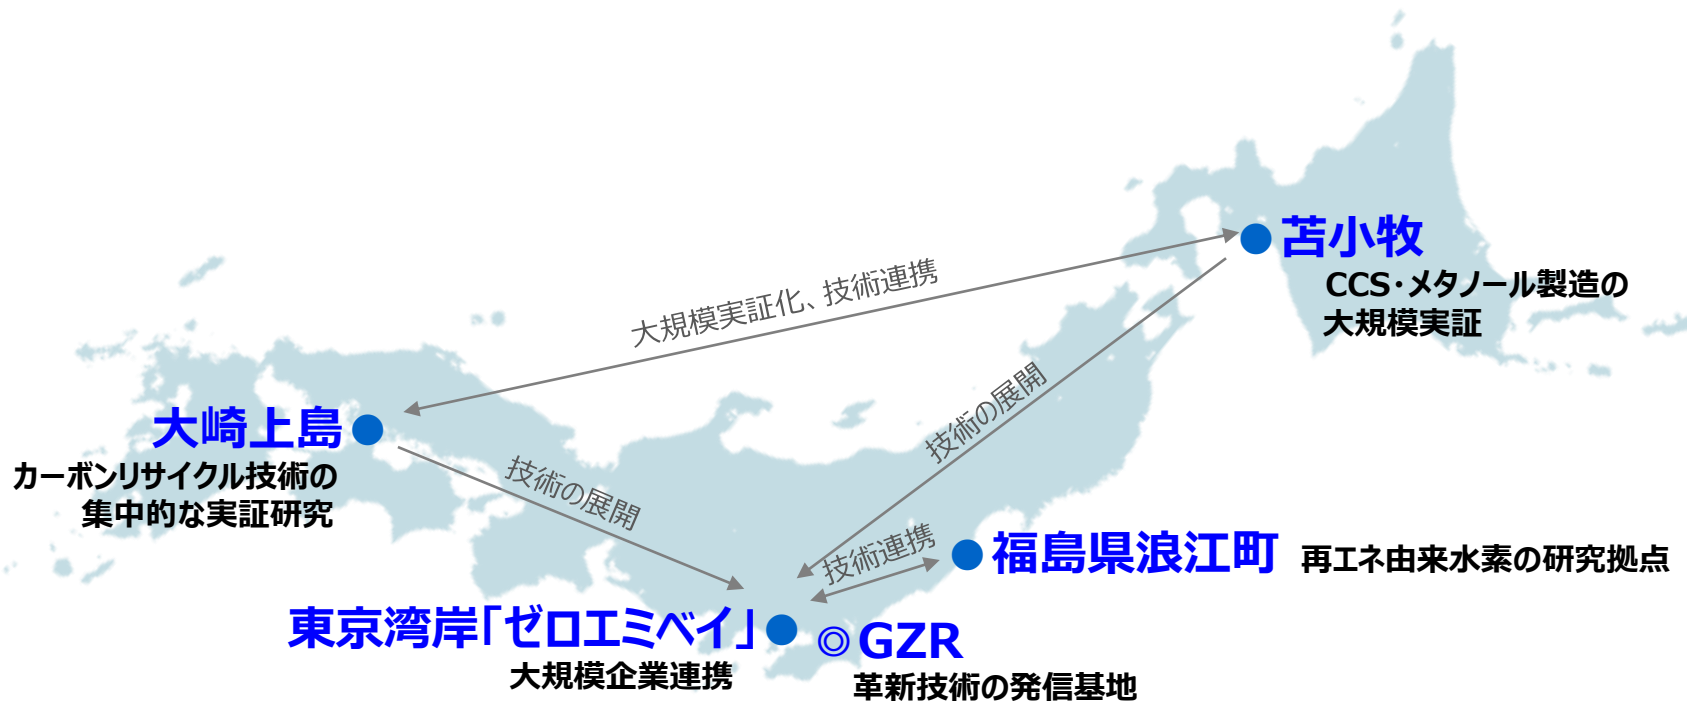 苫小牧
CCS・メタノール製造の
大規模実証
大規模実証化、技術連携
技術の展開
大崎上島
カーボンリサイクル技術の
集中的な実証研究
技術の展開
技術連携
福島県浪江町 再エネ由来水素の研究拠点
東京湾岸「ゼロエミベイ」
大規模企業連携
◎GZR
革新技術の発信基地